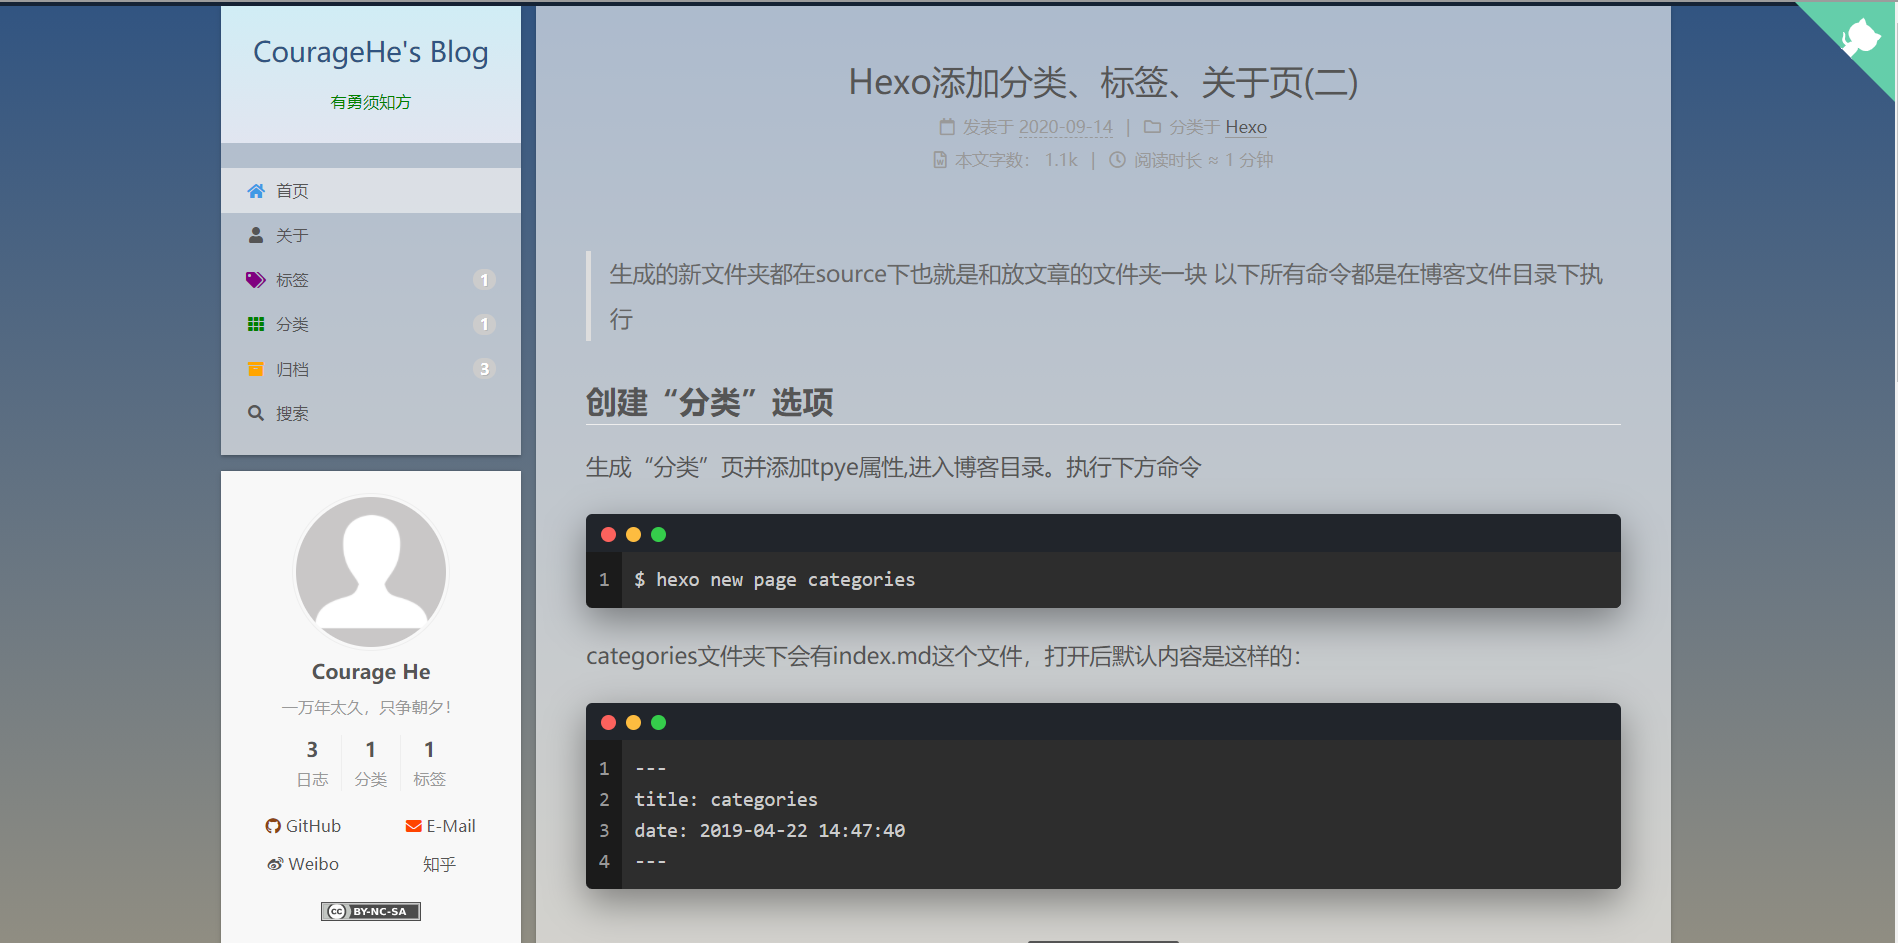 CourageHe's Blog
有勇须知方
首页
关于
标签 1
分类 1
归档 3
搜索
Courage He
一万年太久，只争朝夕！
3 1 1
日志 分类 标签
GitHub E-Mail
Weibo 知乎
cc BY-NC-SA
Hexo添加分类、标签、关于页(二)
发表于 2020-09-14 | 分类于 Hexo
本文字数： 1.1k | 阅读时长 ≈ 1 分钟
生成的新文件夹都在source下也就是和放文章的文件夹一块 以下所有命令都是在博客文件目录下执
行
创建“分类”选项
生成“分类”页并添加tpye属性,进入博客目录。执行下方命令
1 $ hexo new page categories
categories文件夹下会有index.md这个文件，打开后默认内容是这样的：
1 ---
2 title: categories
3 date: 2019-04-22 14:47:40
4 ---